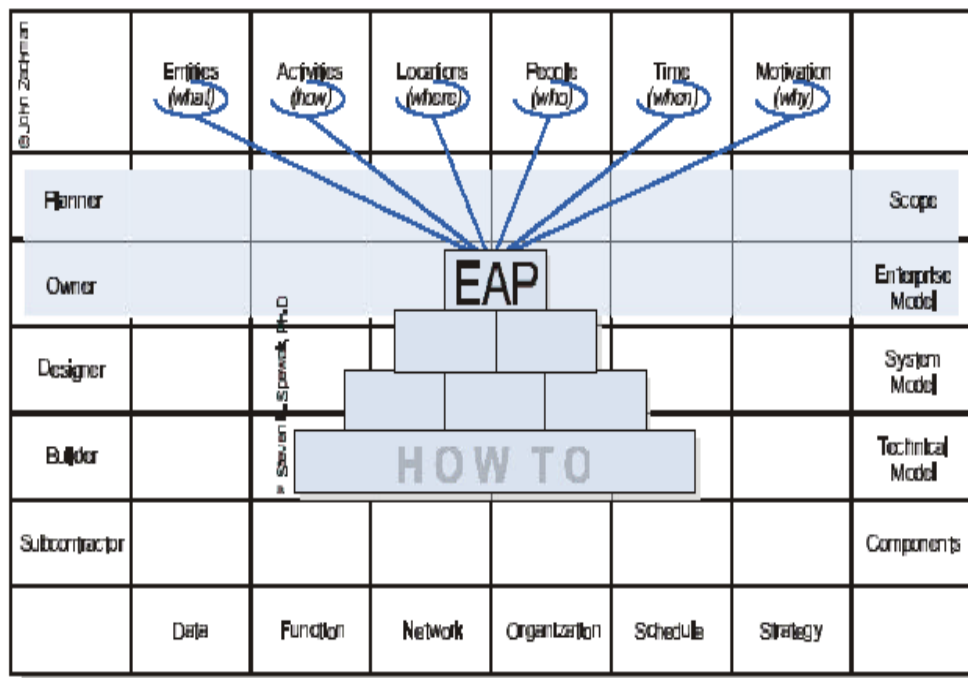 ©John Zachman
Entities
(what)
Activities
(how)
Locations
(where)
People
(who)
Time
(when)
Motivation
(why)
Planner
Scope
Owner
EAP
Enterprise
Model
Steven H. Spewak, Ph.D
Designer
System
Model
Builder
HOW TO
Technical
Model
Subcontractor
Components
Data
Function
Network
Organization
Schedule
Strategy